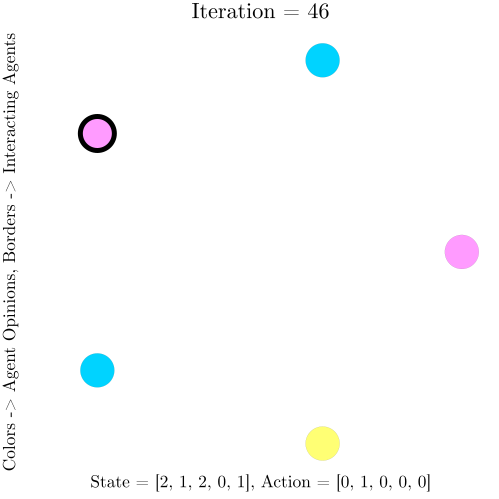 Iteration = 46
Colors -> Agent Opinions, Borders -> Interacting Agents
State = [2, 1, 2, 0, 1], Action = [0, 1, 0, 0, 0]